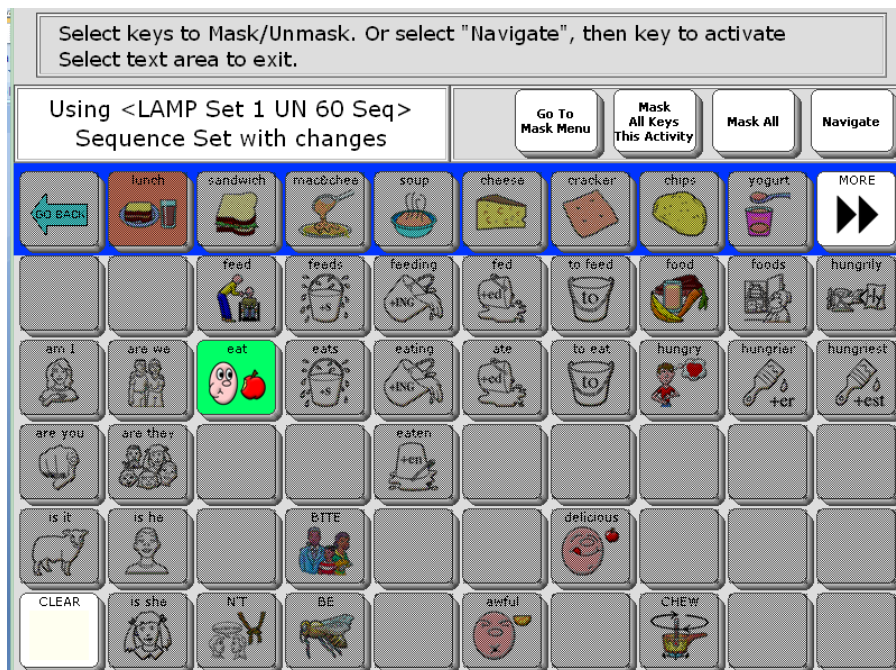 Select keys to Mask/Unmask. Or select "Navigate", then key to activate
Select text area to exit.
Using <LAMP Set 1 UN 60 Seq>
Sequence Set with changes
Go To
Mask Menu
Mask
All Keys
This Activity
Mask All
Navigate
GO BACK
lunch
sandwich
mac&chee
soup
cheese
cracker
chips
yogurt
MORE
feed
feeds
+s
feeding
+ING
fed
+ed
to feed
to
food
foods
hungrily
am I
are we
eat
eats
+s
eating
+ING
ate
+ed
to eat
to
hungry
hungrier
+er
hungriest
+est
are you
are they
eaten
+en
is it
is he
BITE
delicious
CLEAR
is she
N'T
BE
awful
CHEW